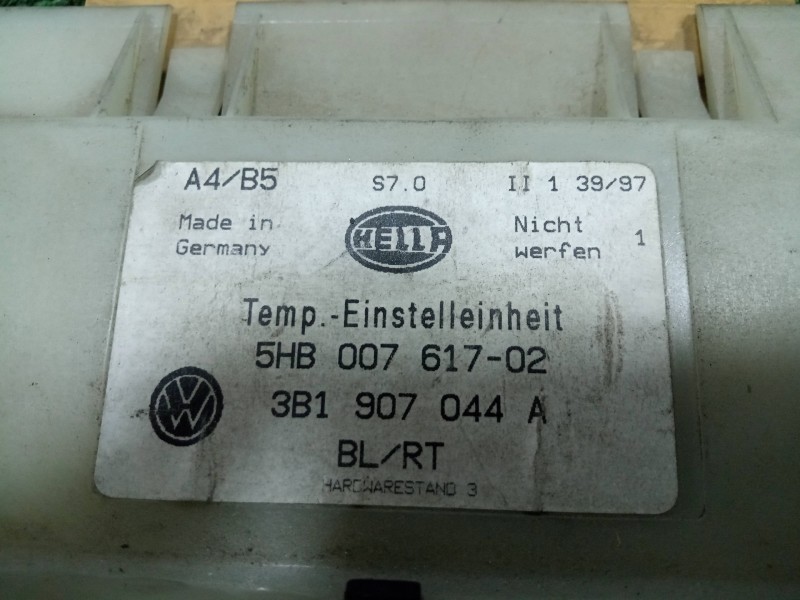 A4/B5 S7.0 II 1 39/97
Made in Germany
HELLA
Nicht werfen 1
Temp.-Einstelleinheit
5HB 007 617-02
VW
3B1 907 044 A
BL/RT
HARDWARESTAND 3